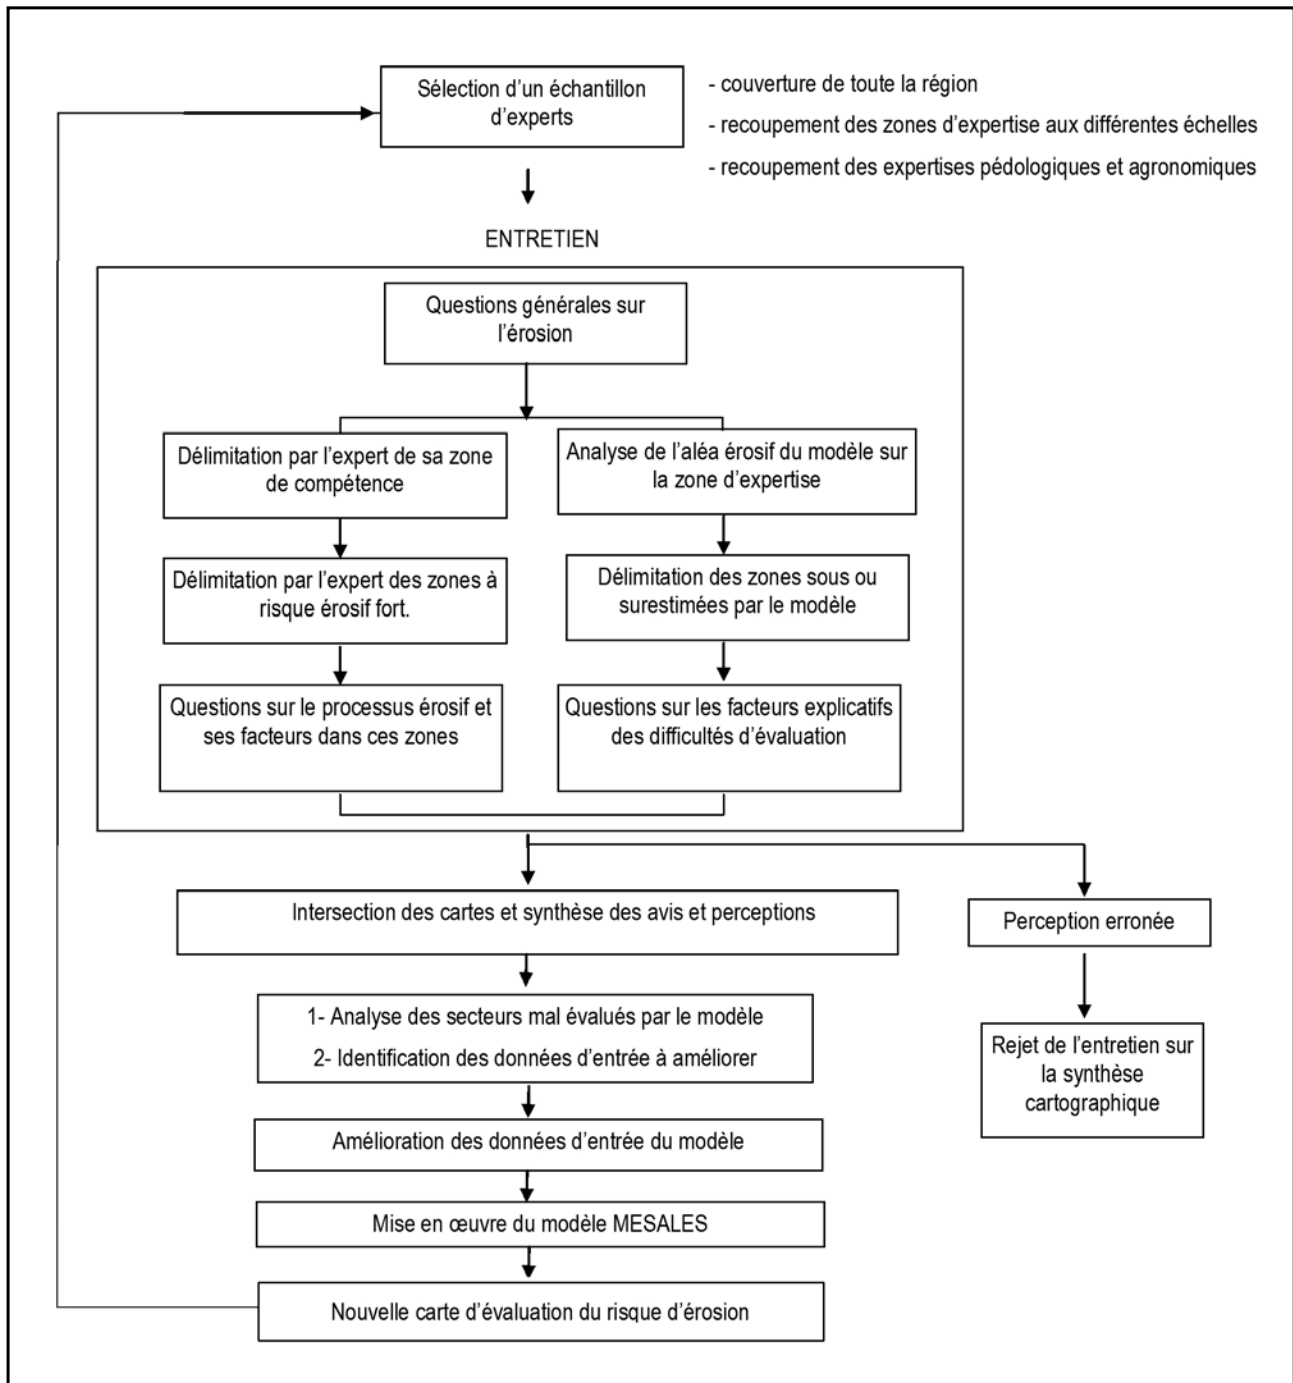 Sélection d’un échantillon
d’experts
- couverture de toute la région
- recoupement des zones d’expertise aux différentes échelles
- recoupement des expertises pédologiques et agronomiques
ENTRETIEN
Questions générales sur
l’érosion
Délimitation par l’expert de sa zone
de compétence
Analyse de l’aléa érosif du modèle sur
la zone d’expertise
Délimitation par l’expert des zones à
risque érosif fort.
Délimitation des zones sous ou
surestimées par le modèle
Questions sur le processus érosif et
ses facteurs dans ces zones
Questions sur les facteurs explicatifs
des difficultés d’évaluation
Intersection des cartes et synthèse des avis et perceptions
Perception erronée
1- Analyse des secteurs mal évalués par le modèle
2- Identification des données d’entrée à améliorer
Rejet de l’entretien sur
la synthèse
cartographique
Amélioration des données d’entrée du modèle
Mise en œuvre du modèle MESALES
Nouvelle carte d’évaluation du risque d’érosion